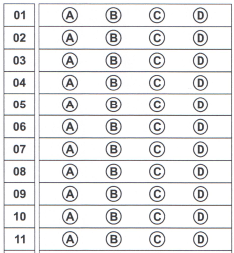 01 A B C D
02 A B C D
03 A B C D
04 A B C D
05 A B C D
06 A B C D
07 A B C D
08 A B C D
09 A B C D
10 A B C D
11 A B C D